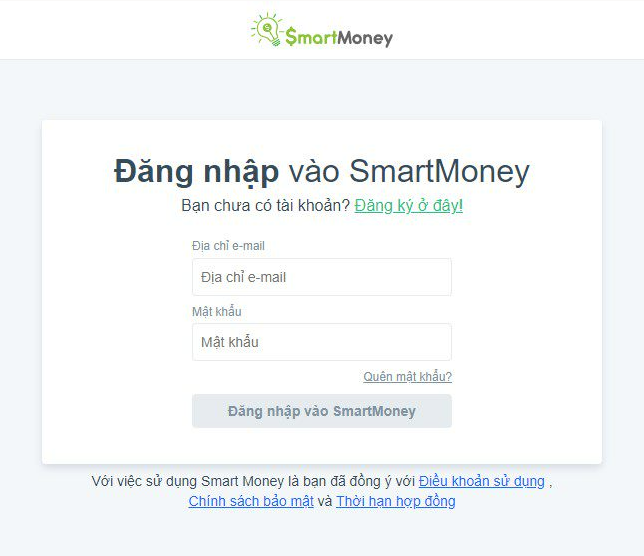 $martMoney
Đăng nhập vào SmartMoney
Bạn chưa có tài khoản? Đăng ký ở đây!
Địa chỉ e-mail
Địa chỉ e-mail
Mật khẩu
Mật khẩu
Quên mật khẩu?
Đăng nhập vào SmartMoney
Với việc sử dụng Smart Money là bạn đã đồng ý với Điều khoản sử dụng ,
Chính sách bảo mật và Thời hạn hợp đồng